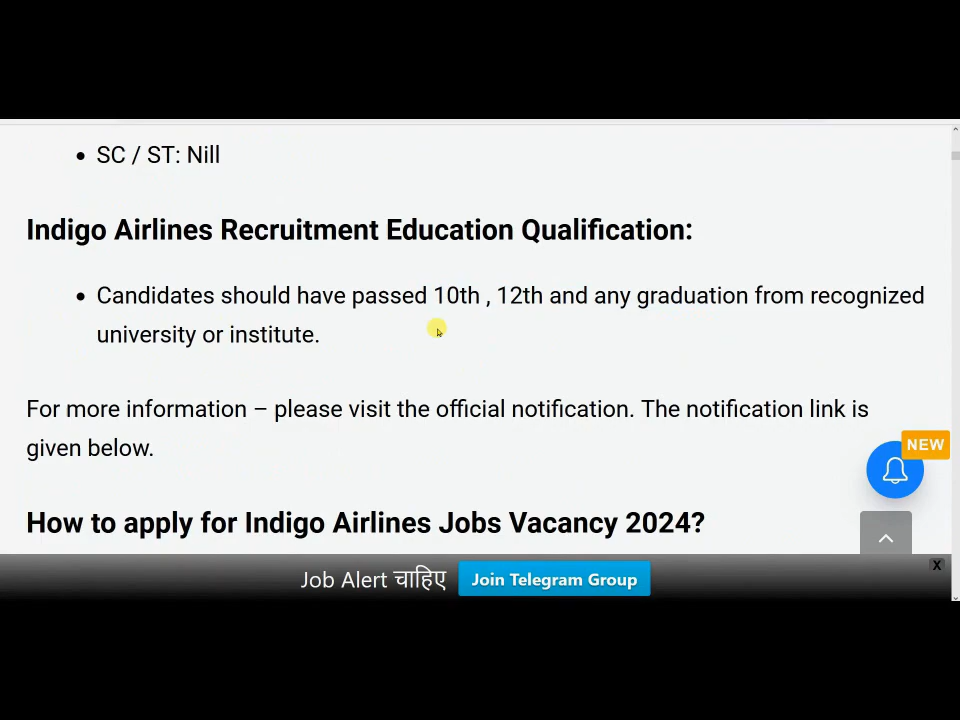 SC / ST: Nill
Indigo Airlines Recruitment Education Qualification:
Candidates should have passed 10th , 12th and any graduation from recognized
university or institute.
For more information – please visit the official notification. The notification link is
given below.
NEW
How to apply for Indigo Airlines Jobs Vacancy 2024?
X
Job Alert चाहिए Join Telegram Group